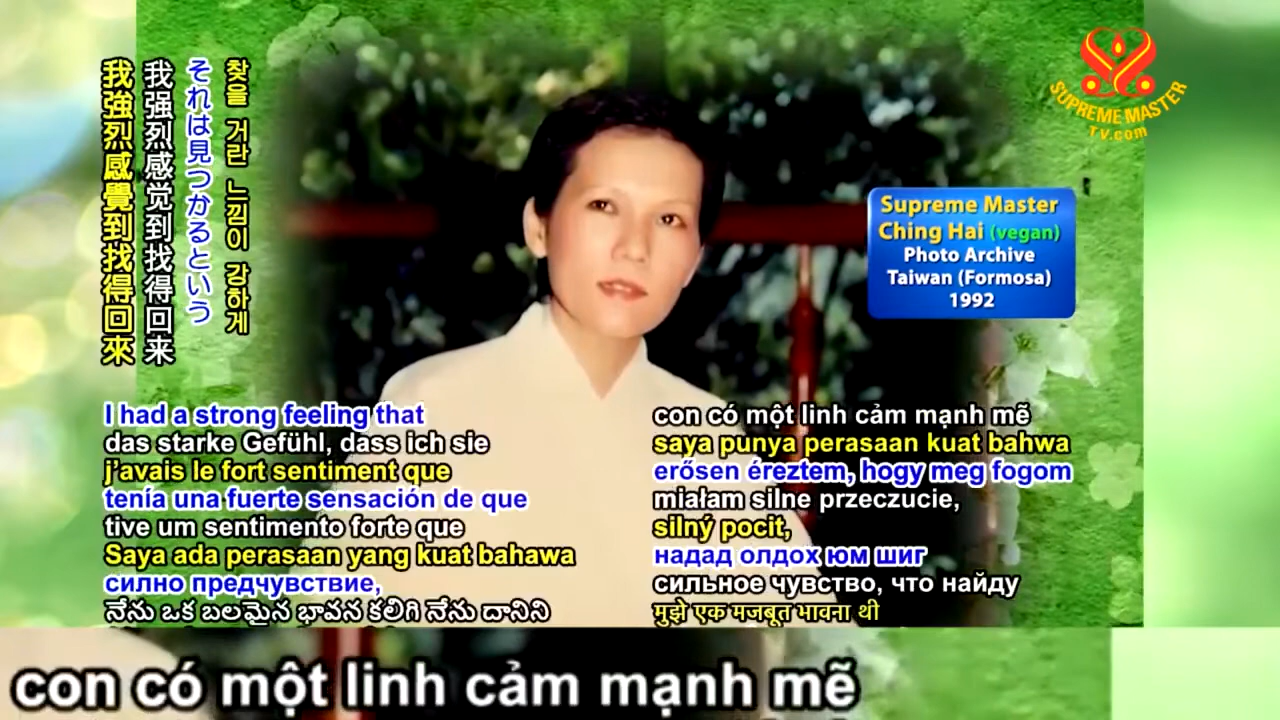 我強烈感覺到找得回來
我强烈感觉到找得回来
それは見つかるという
찾을 거란 느낌이 강하게
SUPREME MASTER
TV.com
Supreme Master
Ching Hai (vegan)
Photo Archive
Taiwan (Formosa)
1992
I had a strong feeling that
das starke Gefühl, dass ich sie
j'avais le fort sentiment que
tenía una fuerte sensación de que
tive um sentimento forte que
Saya ada perasaan yang kuat bahawa
силно предчувствие,
నేను ఒక బలమైన భావన కలిగి నేను దానిని
con có một linh cảm mạnh mẽ
saya punya perasaan kuat bahwa
erősen éreztem, hogy meg fogom
miałam silne przeczucie,
silný pocit,
надад олдох юм шиг
сильное чувство, что найду
मुझे एक मजबूत भावना थी
con có một linh cảm mạnh mẽ